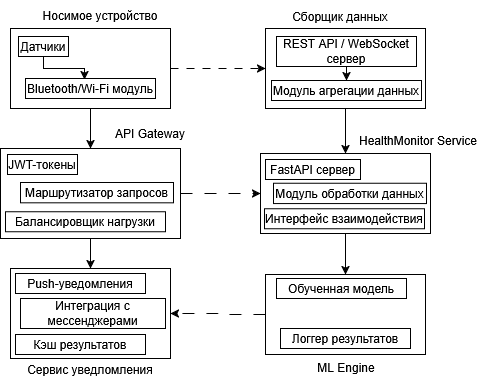 Носимое устройство
Датчики
Bluetooth/Wi-Fi модуль
Сборщик данных
REST API / WebSocket
сервер
Модуль агрегации данных
API Gateway
JWT-токены
Маршрутизатор запросов
Балансировщик нагрузки
HealthMonitor Service
FastAPI сервер
Модуль обработки данных
Интерфейс взаимодействия
Push-уведомления
Интеграция с
мессенджерами
Кэш результатов
Сервис уведомления
Обученная модель
Логгер результатов
ML Engine